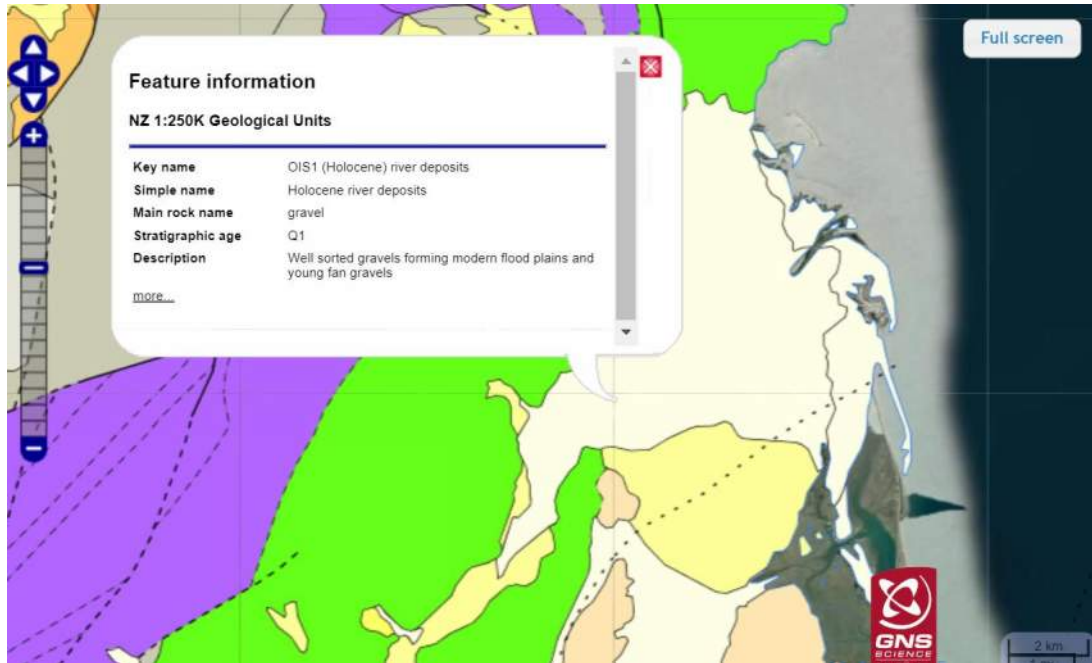 Full screen
Feature information
NZ 1:250K Geological Units
Key name OIS1 (Holocene) river deposits
Simple name Holocene river deposits
Main rock name gravel
Stratigraphic age Q1
Description Well sorted gravels forming modern flood plains and
young fan gravels
more...
GNS
SCIENCE
2 km